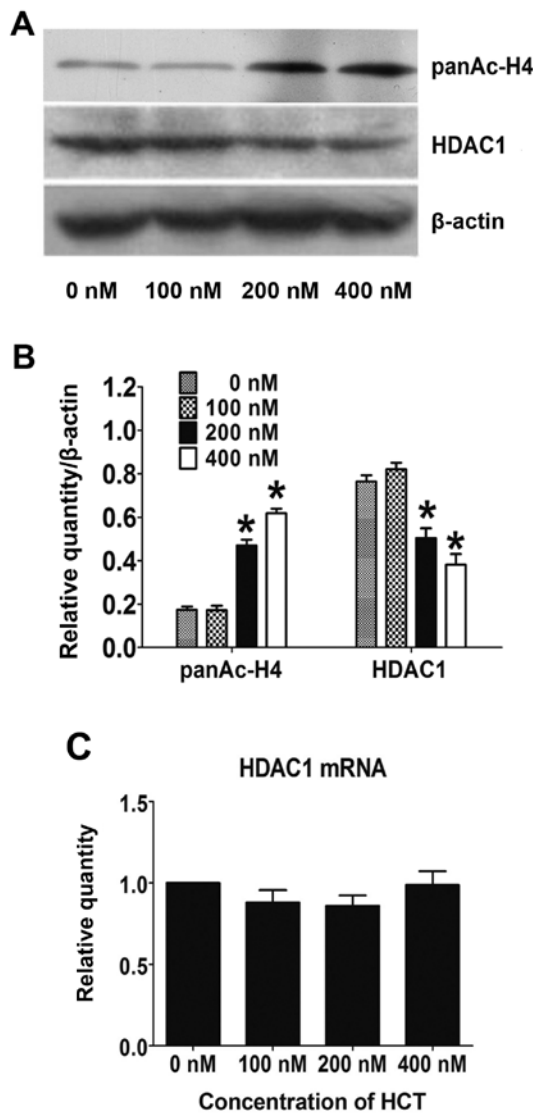 A
panAc-H4
HDAC1
β-actin
0 nM 100 nM 200 nM 400 nM
B
Relative quantity/β-actin
1.2
1.0
0.8
0.6
0.4
0.2
0.0
0 nM
100 nM
200 nM
400 nM
* * * *
panAc-H4 HDAC1
C
HDAC1 mRNA
Relative quantity
1.5
1.0
0.5
0.0
0 nM 100 nM 200 nM 400 nM
Concentration of HCT